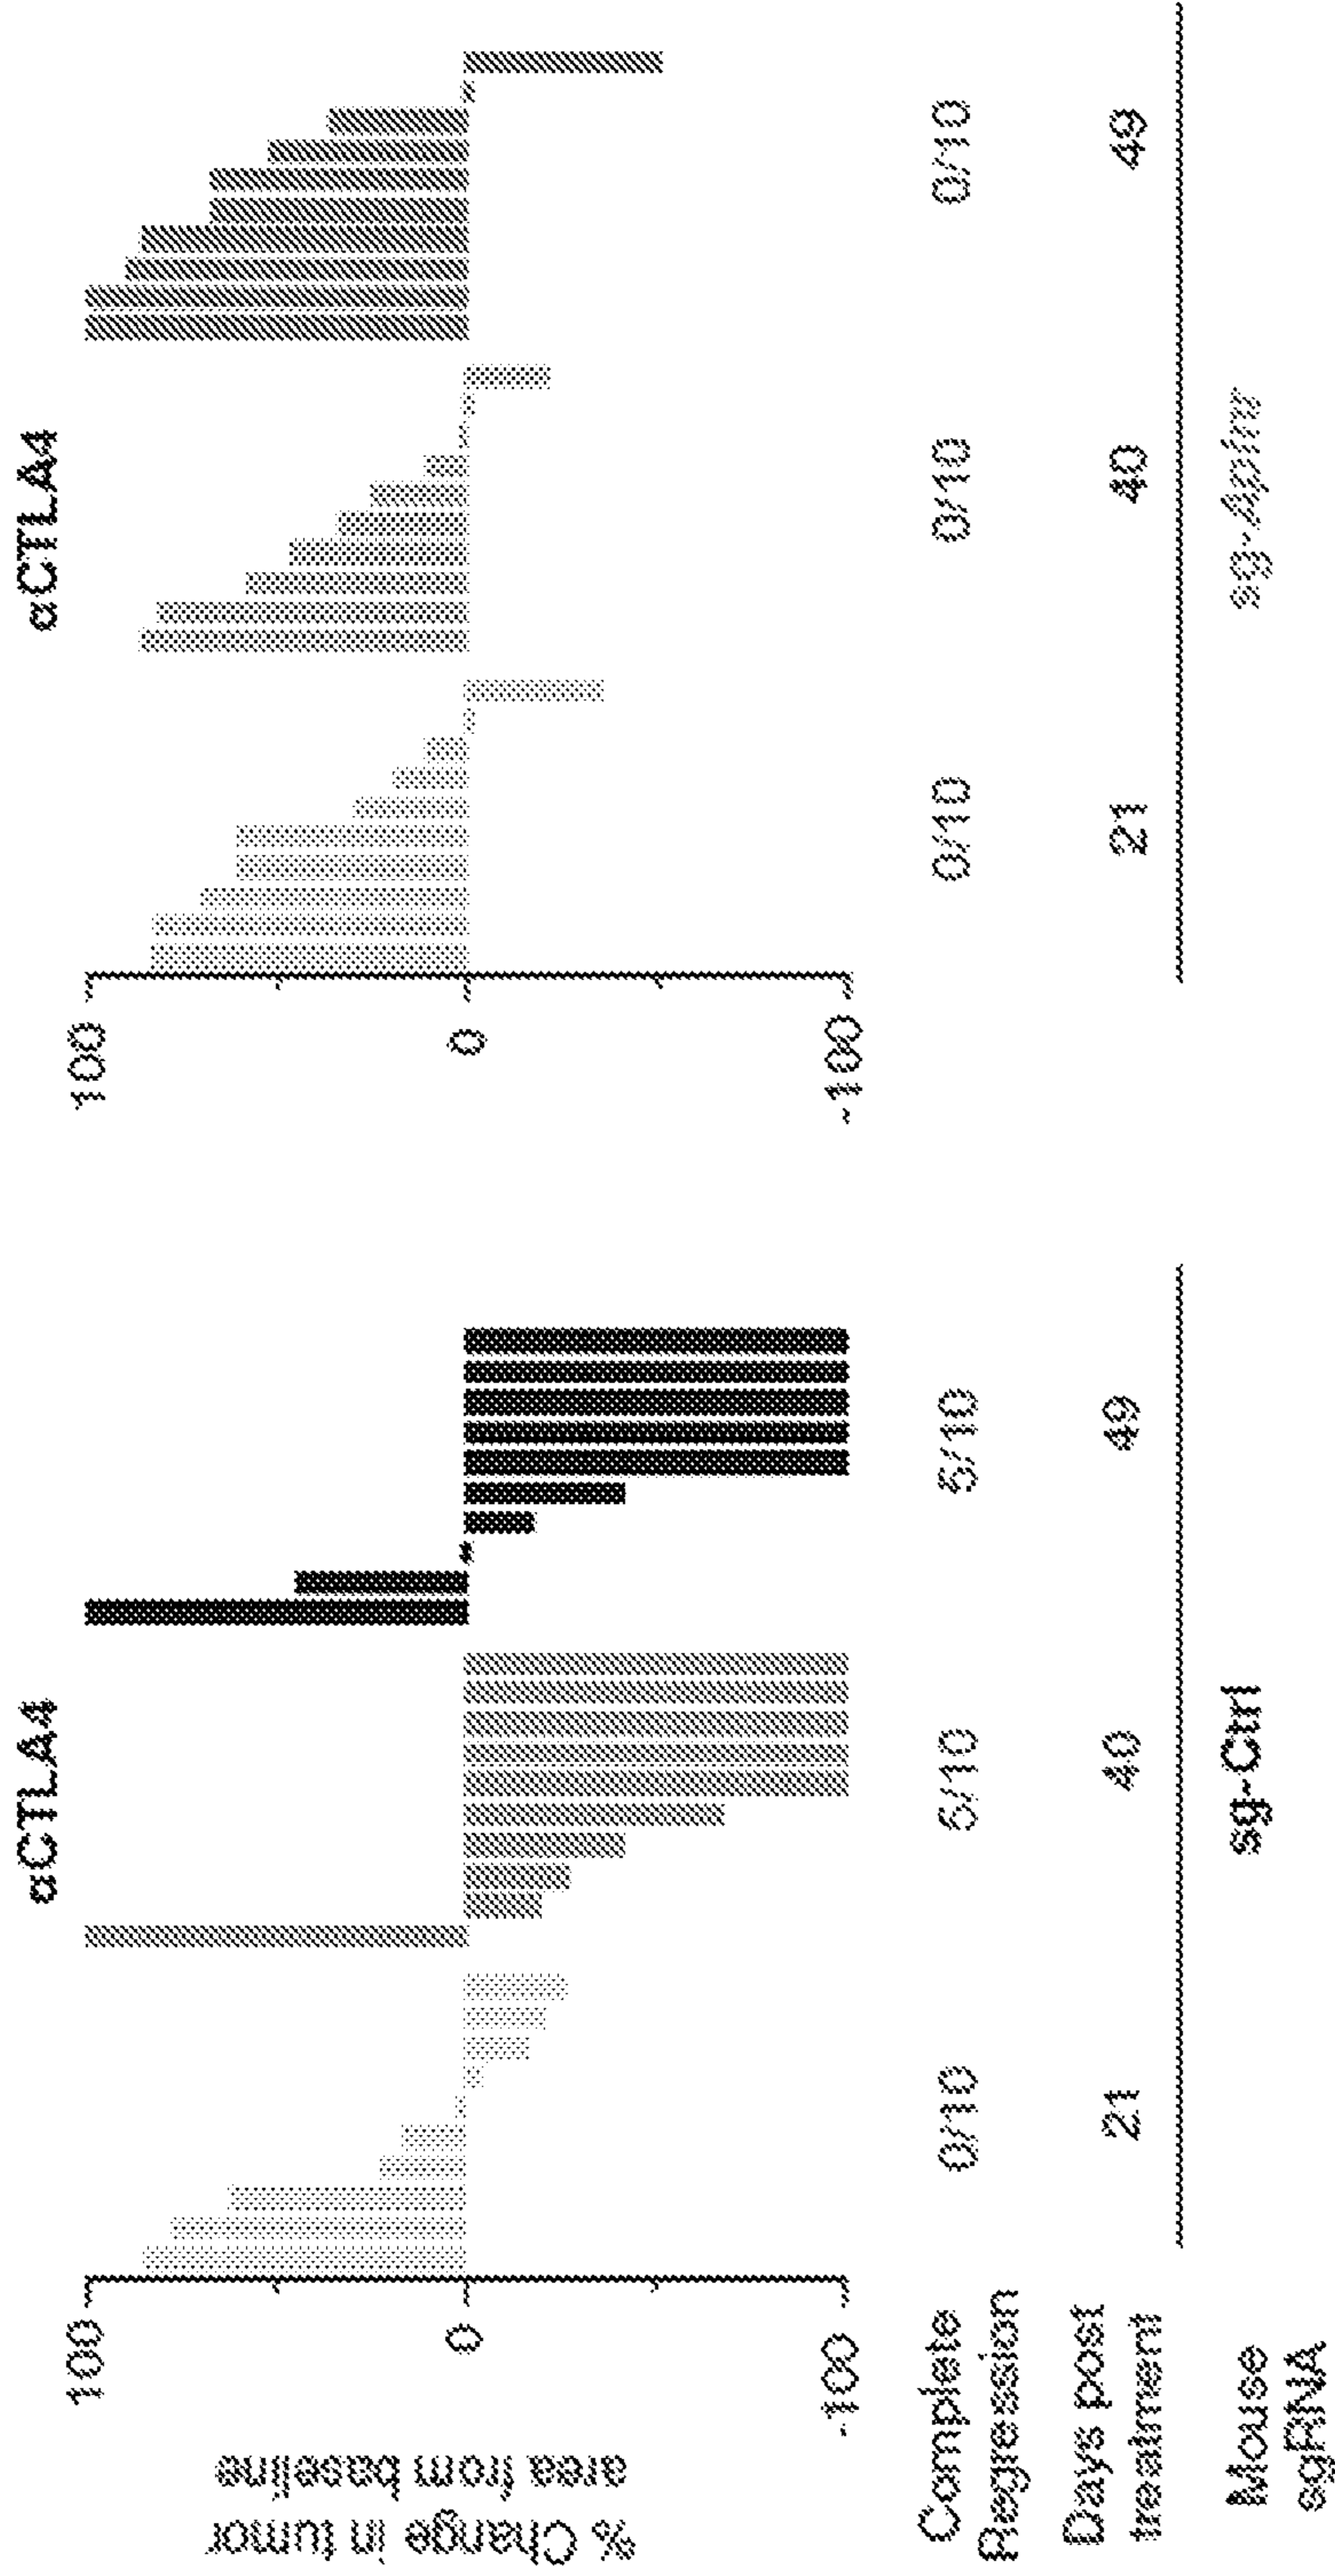 αCTLA4
αCTLA4
% Change in tumor
area from baseline
100
0
-100
100
0
-100
Complete
Regression
0/10
5/10
5/10
0/10
0/10
0/10
Days post
treatment
21
40
49
21
40
49
Mouse
sgRNA
sg-Ctrl
sg-Aplnr